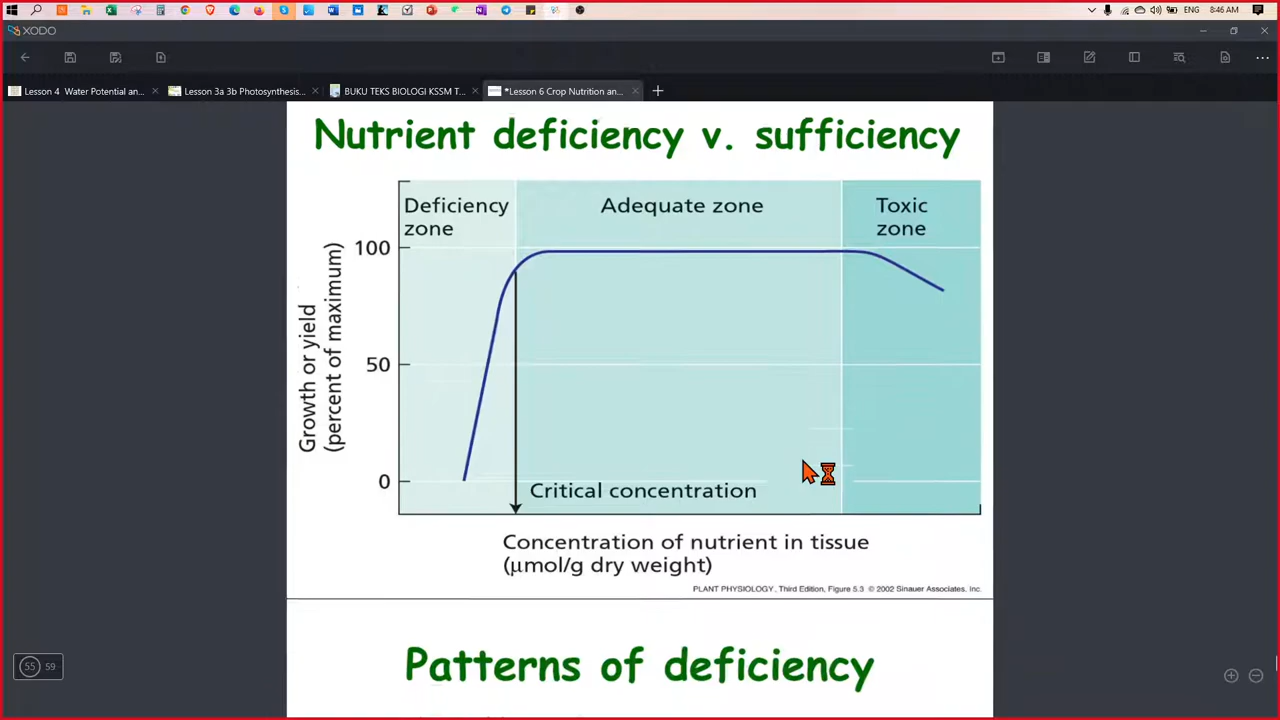 ENG
8:46 AM
XODO
Lesson 4 Water Potential an...
Lesson 3a 3b Photosynthesis...
BUKU TEKS BIOLOGI KSSM T...
*Lesson 6 Crop Nutrition an...
Nutrient deficiency v. sufficiency
Deficiency
zone
Adequate zone
Toxic
zone
100
50
0
Growth or yield
(percent of maximum)
Critical concentration
Concentration of nutrient in tissue
(μmol/g dry weight)
PLANT PHYSIOLOGY, Third Edition, Figure 5.3 © 2002 Sinauer Associates, Inc.
55 59
Patterns of deficiency